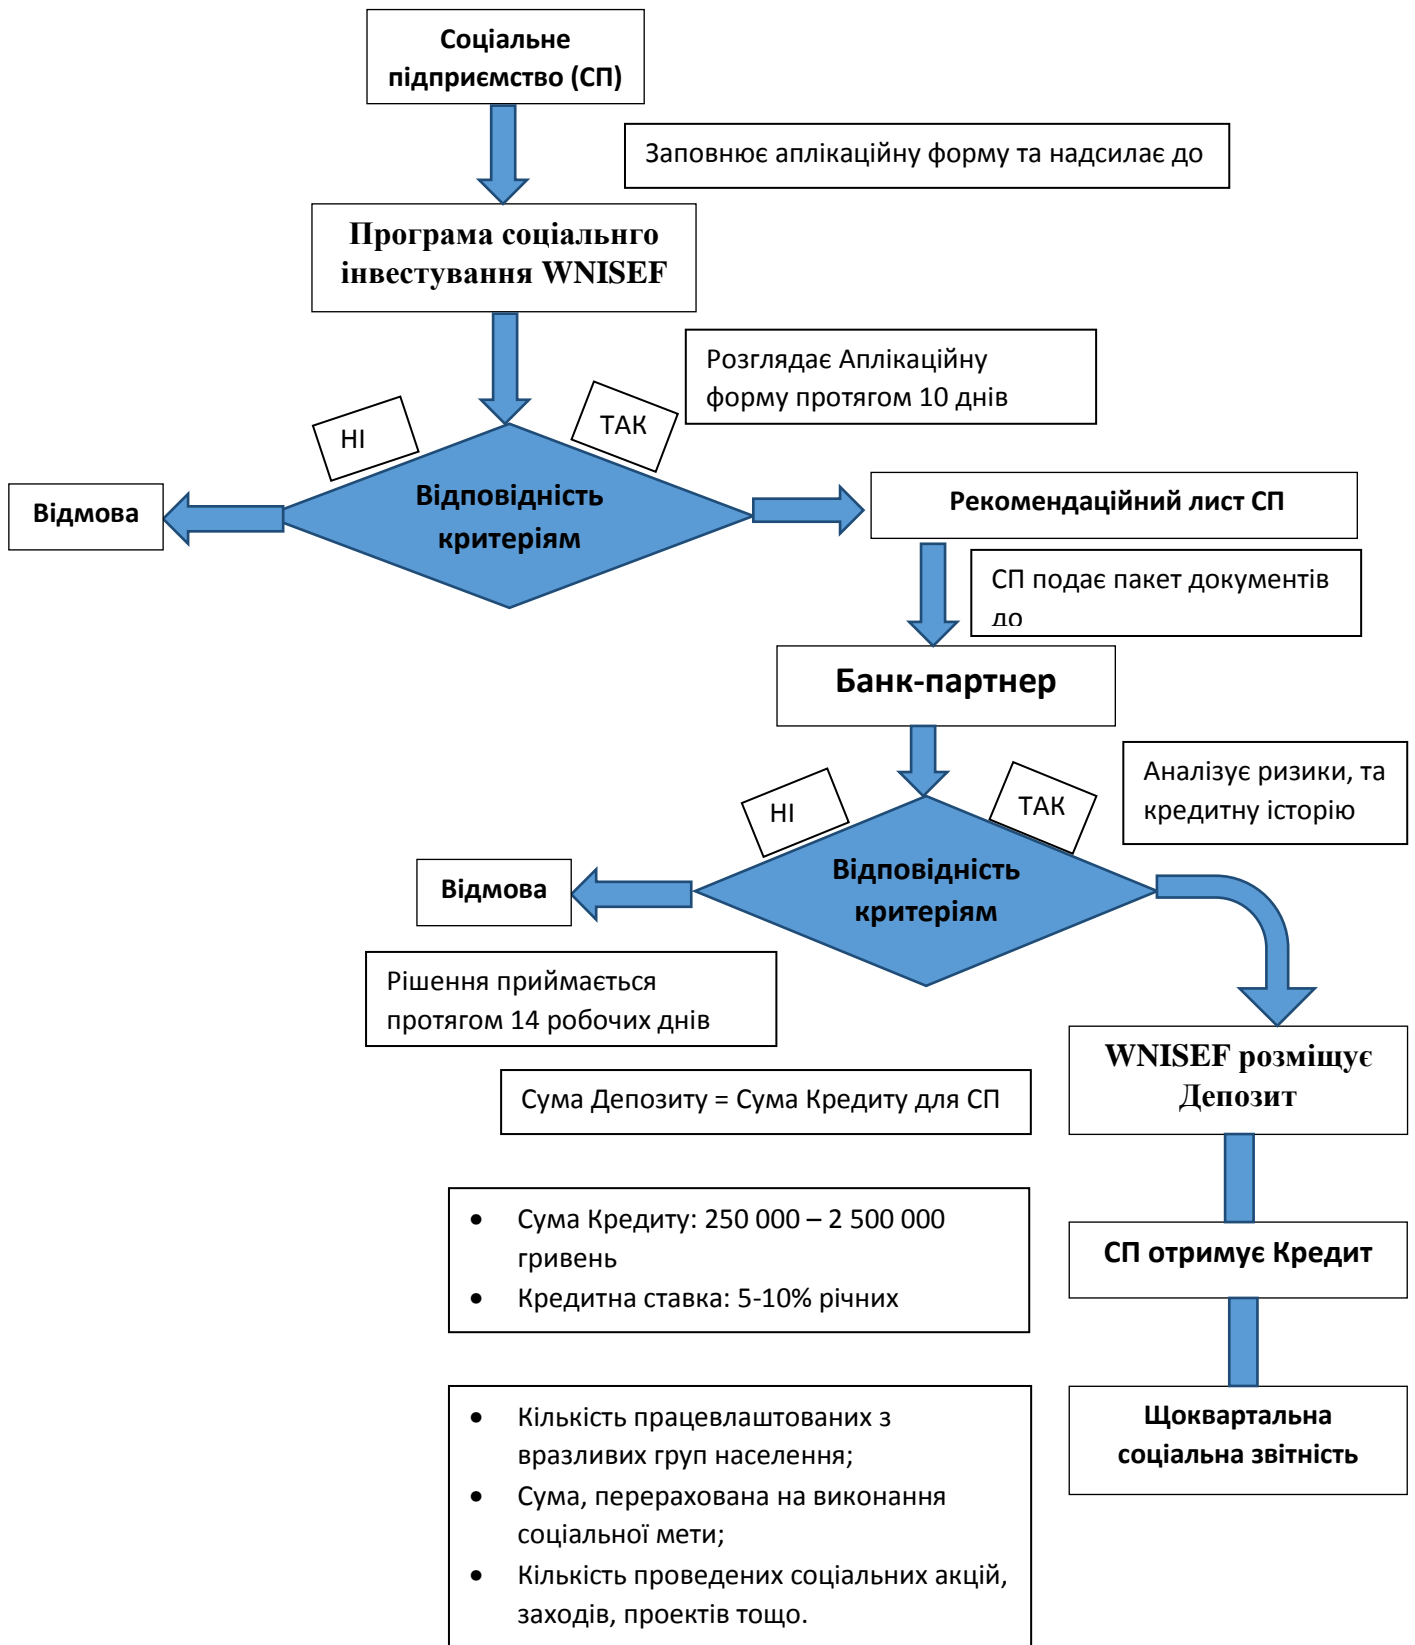 Соціальне
підприємство (СП)
Заповнює аплікаційну форму та надсилає до
Програма соціальнго
інвестування WNISEF
Розглядає Аплікаційну
форму протягом 10 днів
НІ
ТАК
Відповідність
критеріям
Відмова
Рекомендаційний лист СП
СП подає пакет документів
до
Банк-партнер
Аналізує ризики, та
кредитну історію
НІ
ТАК
Відповідність
критеріям
Відмова
Рішення приймається
протягом 14 робочих днів
WNISEF розміщує
Депозит
Сума Депозиту = Сума Кредиту для СП
• Сума Кредиту: 250 000 – 2 500 000
гривень
• Кредитна ставка: 5-10% річних
СП отримує Кредит
• Кількість працевлаштованих з
вразливих груп населення;
• Сума, перерахована на виконання
соціальної мети;
• Кількість проведених соціальних акцій,
заходів, проектів тощо.
Щоквартальна
соціальна звітність